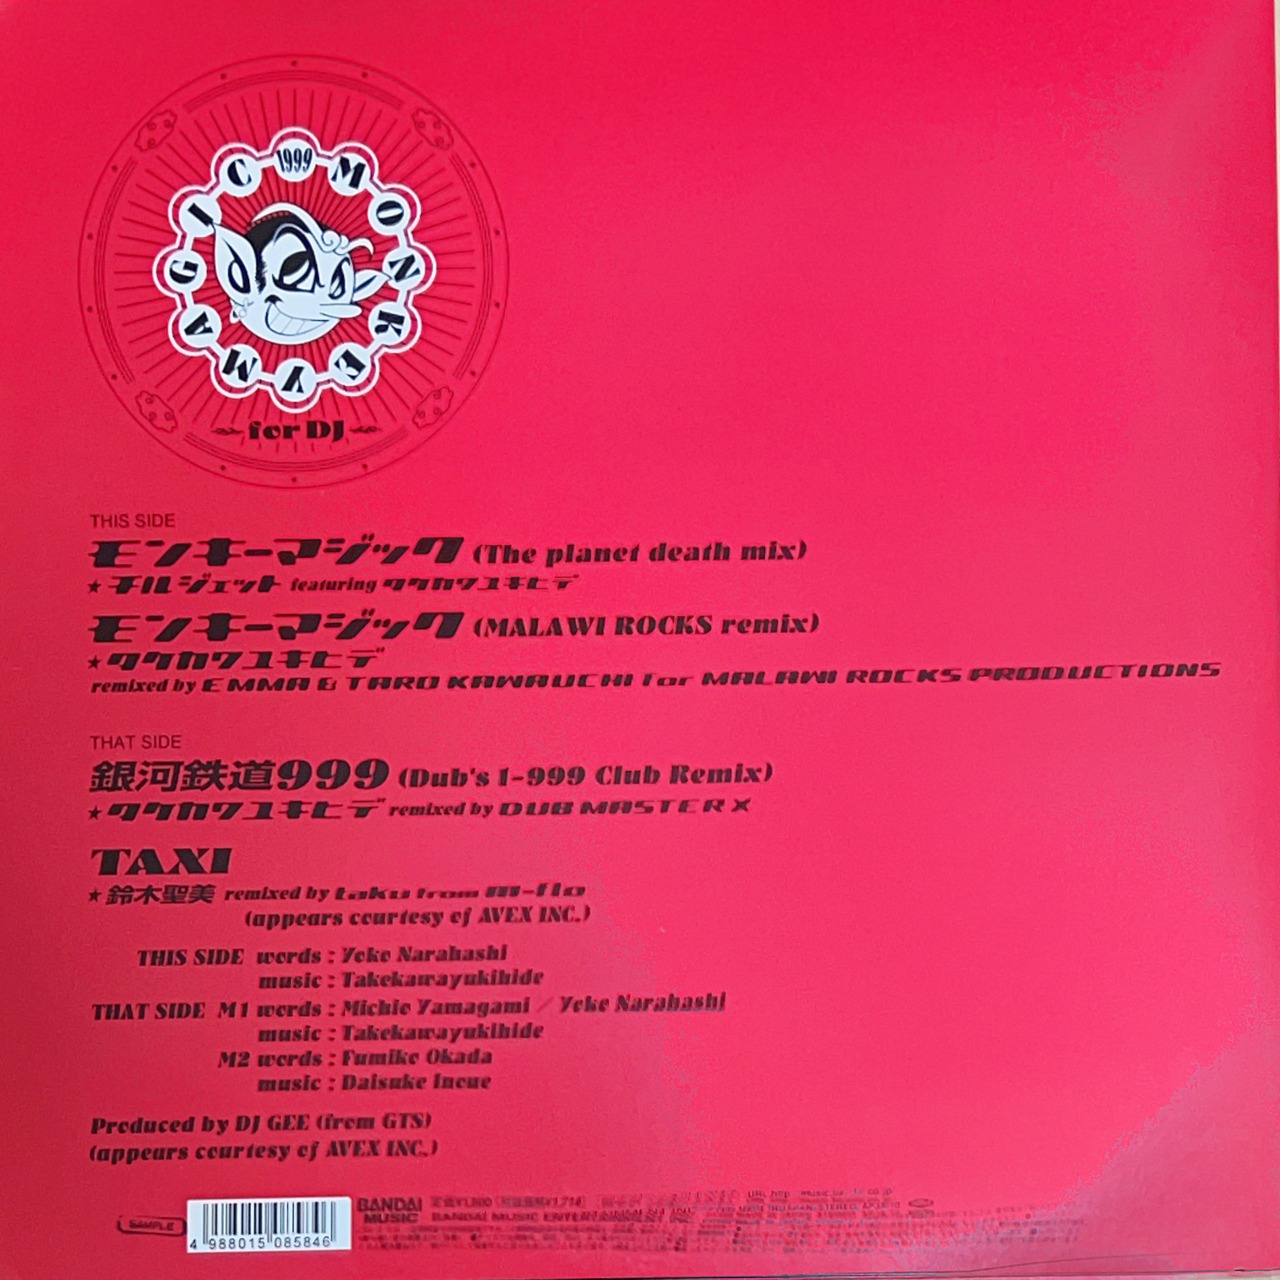 1999 MONKEY MAGIC
for DJ
THIS SIDE
モンキーマジック (The planet death mix)
★チルジェット featuring タケカワユキヒデ
モンキーマジック (MALAWI ROCKS remix)
★タケカワユキヒデ
remixed by EMMA & TARO KAWAUCHI for MALAWI ROCKS PRODUCTIONS
THAT SIDE
銀河鉄道999 (Dub's 1-999 Club Remix)
★タケカワユキヒデ remixed by DUB MASTER X
TAXI
★鈴木聖美 remixed by taku from m-flo
(appears courtesy of AVEX INC.)
THIS SIDE words : Yoko Narahashi
music : Takekawayukihide
THAT SIDE M1 words : Michio Yamagami / Yoko Narahashi
music : Takekawayukihide
M2 words : Fumiko Okada
music : Daisuke Inoue
Produced by DJ GEE (from GTS)
(appears courtesy of AVEX INC.)
SAMPLE
4 988015 085846
BANDAI MUSIC
BANDAI MUSIC ENTERTAINMENT INC.